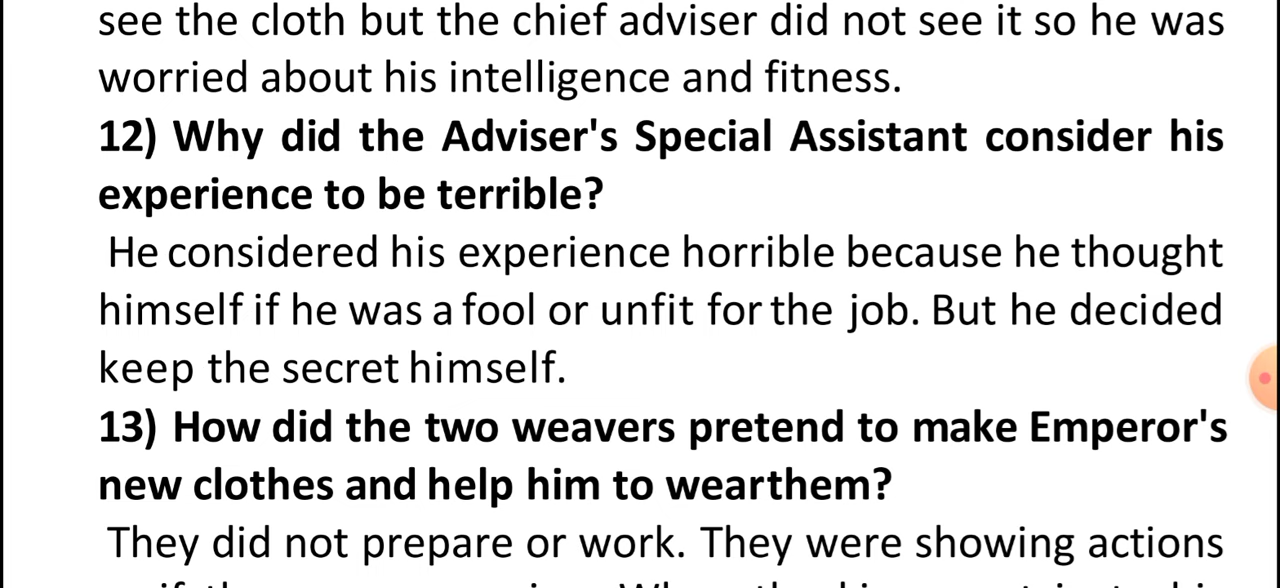 see the cloth but the chief adviser did not see it so he was
worried about his intelligence and fitness.
12) Why did the Adviser's Special Assistant consider his
experience to be terrible?
He considered his experience horrible because he thought
himself if he was a fool or unfit for the job. But he decided
keep the secret himself.
13) How did the two weavers pretend to make Emperor's
new clothes and help him to wearthem?
They did not prepare or work. They were showing actions